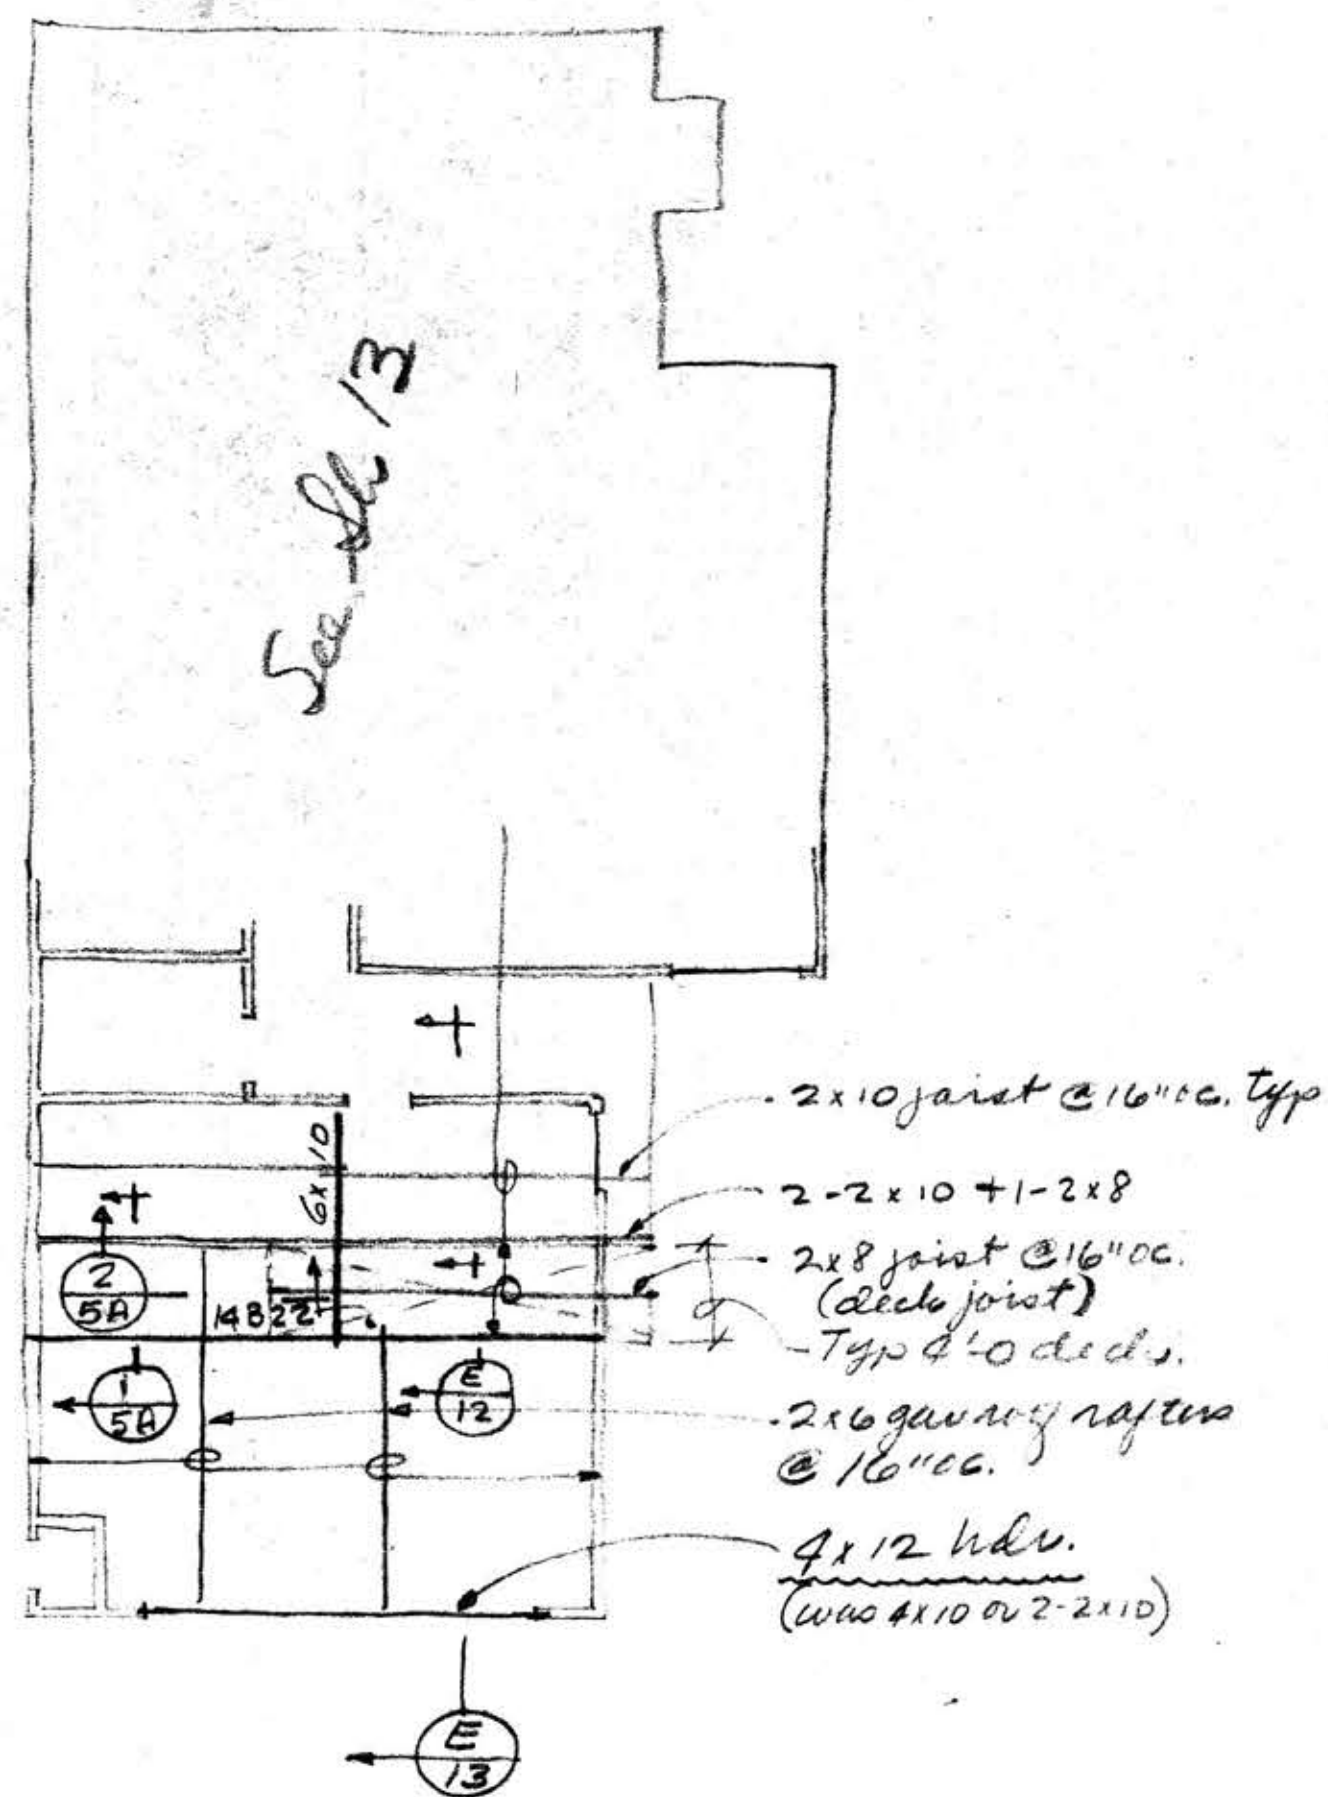 See Sh 13
2x10 joist @ 16"oc. typ
6x10
2-2x10 + 1-2x8
2
5A
14B22
2x8 joist @ 16"oc.
(deck joist)
Typ 4'-0 deck.
1
5A
E
12
2x6 rafters
@ 16"oc.
4x12 hdr.
(was 4x10 or 2-2x10)
E
13